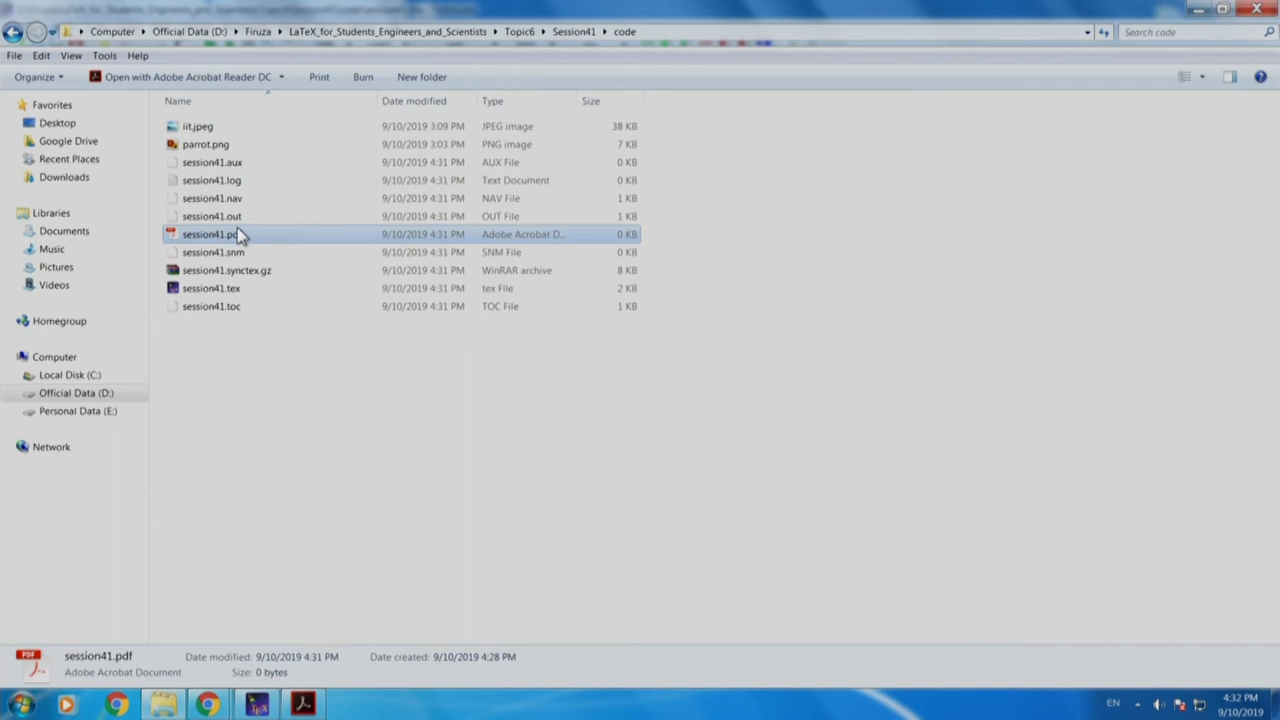 Computer Official Data (D:) Firuza LaTeX_for_Students_Engineers_and_Scientists Topic6 Session41 code Search code
File Edit View Tools Help
Organize Open with Adobe Acrobat Reader DC Print Burn New folder
Favorites
Desktop
Google Drive
Recent Places
Downloads
Libraries
Documents
Music
Pictures
Videos
Homegroup
Computer
Local Disk (C:)
Official Data (D:)
Personal Data (E:)
Network
Name Date modified Type Size
iit.jpeg 9/10/2019 3:09 PM JPEG image 38 KB
parrot.png 9/10/2019 3:03 PM PNG image 7 KB
session41.aux 9/10/2019 4:31 PM AUX File 0 KB
session41.log 9/10/2019 4:31 PM Text Document 0 KB
session41.nav 9/10/2019 4:31 PM NAV File 1 KB
session41.out 9/10/2019 4:31 PM OUT File 1 KB
session41.pd 9/10/2019 4:31 PM Adobe Acrobat D... 0 KB
session41.snm 9/10/2019 4:31 PM SNM File 0 KB
session41.synctex.gz 9/10/2019 4:31 PM WinRAR archive 8 KB
session41.tex 9/10/2019 4:31 PM tex File 2 KB
session41.toc 9/10/2019 4:31 PM TOC File 1 KB
PDF
session41.pdf Date modified: 9/10/2019 4:31 PM Date created: 9/10/2019 4:28 PM
Adobe Acrobat Document Size: 0 bytes
EN 4:32 PM
9/10/2019